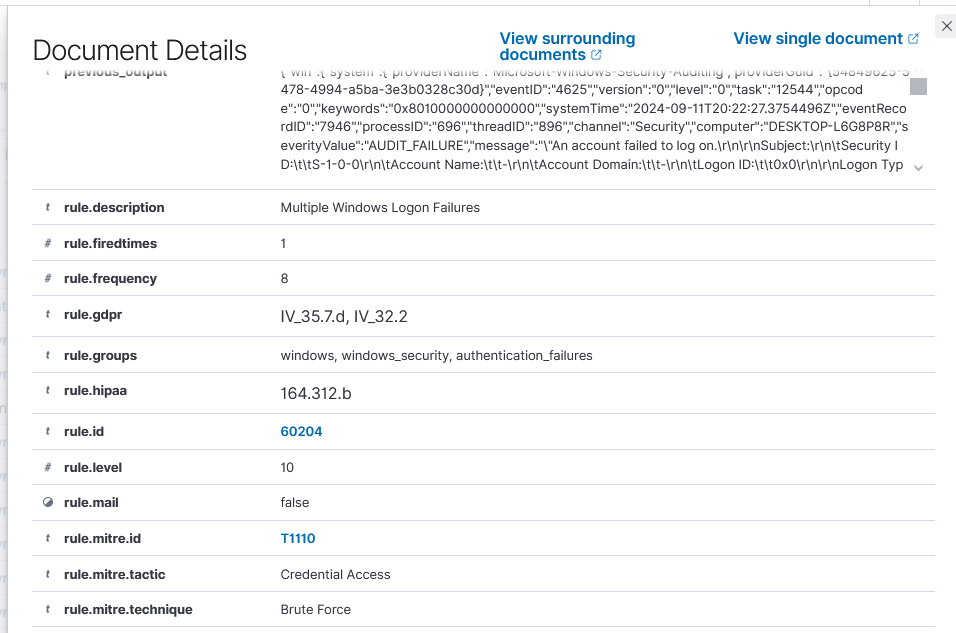 Document Details
View surrounding
documents
View single document
previous_output
{"win":{"system":{"providerName":"Microsoft-Windows-Security-Auditing","providerGuid":"{54849625-5
478-4994-a5ba-3e3b0328c30d}","eventID":"4625","version":"0","level":"0","task":"12544","opcod
e":"0","keywords":"0x8010000000000000","systemTime":"2024-09-11T20:22:27.3754496Z","eventReco
rdID":"7946","processID":"696","threadID":"896","channel":"Security","computer":"DESKTOP-L6G8P8R","s
everityValue":"AUDIT_FAILURE","message":"\"An account failed to log on.\r\n\r\nSubject:\r\n\tSecurity I
D:\t\tS-1-0-0\r\n\tAccount Name:\t\t-\r\n\tAccount Domain:\t\t-\r\n\tLogon ID:\t\t0x0\r\n\r\nLogon Typ
t rule.description Multiple Windows Logon Failures
# rule.firedtimes 1
# rule.frequency 8
t rule.gdpr IV_35.7.d, IV_32.2
t rule.groups windows, windows_security, authentication_failures
t rule.hipaa 164.312.b
t rule.id 60204
# rule.level 10
rule.mail false
t rule.mitre.id T1110
t rule.mitre.tactic Credential Access
t rule.mitre.technique Brute Force